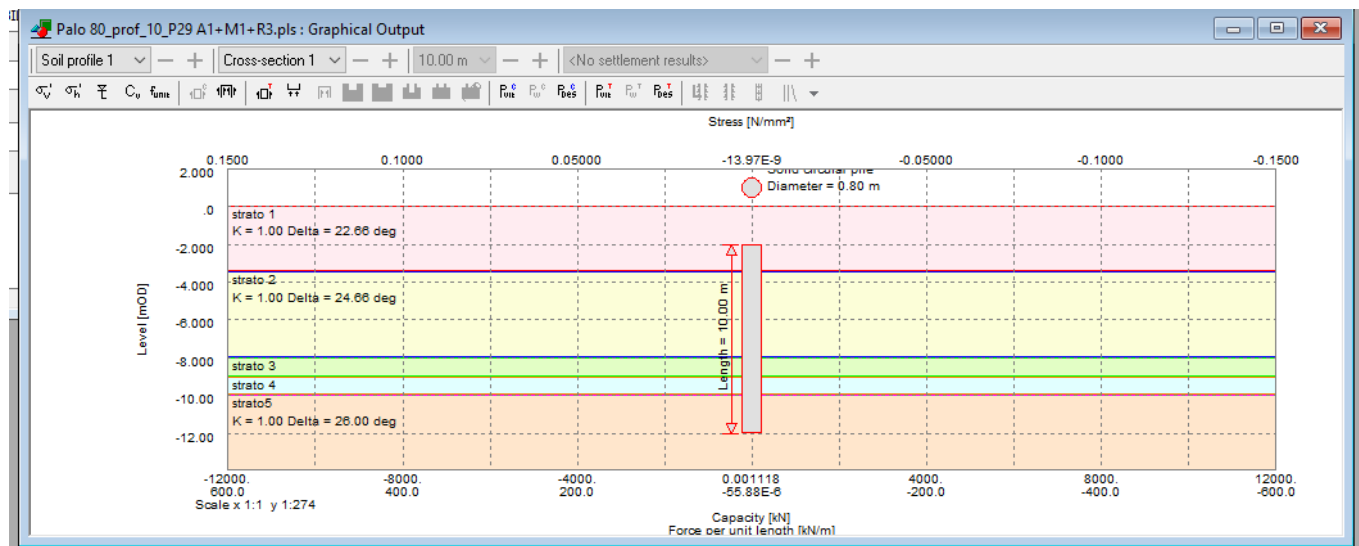 Palo 80_prof_10_P29 A1+M1+R3.pls : Graphical Output
Soil profile 1 Cross-section 1 10.00 m <No settlement results>
Stress [N/mm²]
0.1500 0.1000 0.05000 -13.97E-9 -0.05000 -0.1000 -0.1500
Solid circular pile
Diameter = 0.80 m
2.000
.0
-2.000
-4.000
-6.000
-8.000
-10.00
-12.00
Level [mOD]
strato 1
K = 1.00 Delta = 22.66 deg
strato 2
K = 1.00 Delta = 24.66 deg
strato 3
strato 4
strato5
K = 1.00 Delta = 26.00 deg
Length = 10.00 m
-12000. -8000. -4000. 0.001118 4000. 8000. 12000.
600.0 400.0 200.0 -55.88E-6 -200.0 -400.0 -600.0
Scale x 1:1 y 1:274
Capacity [kN]
Force per unit length [kN/m]